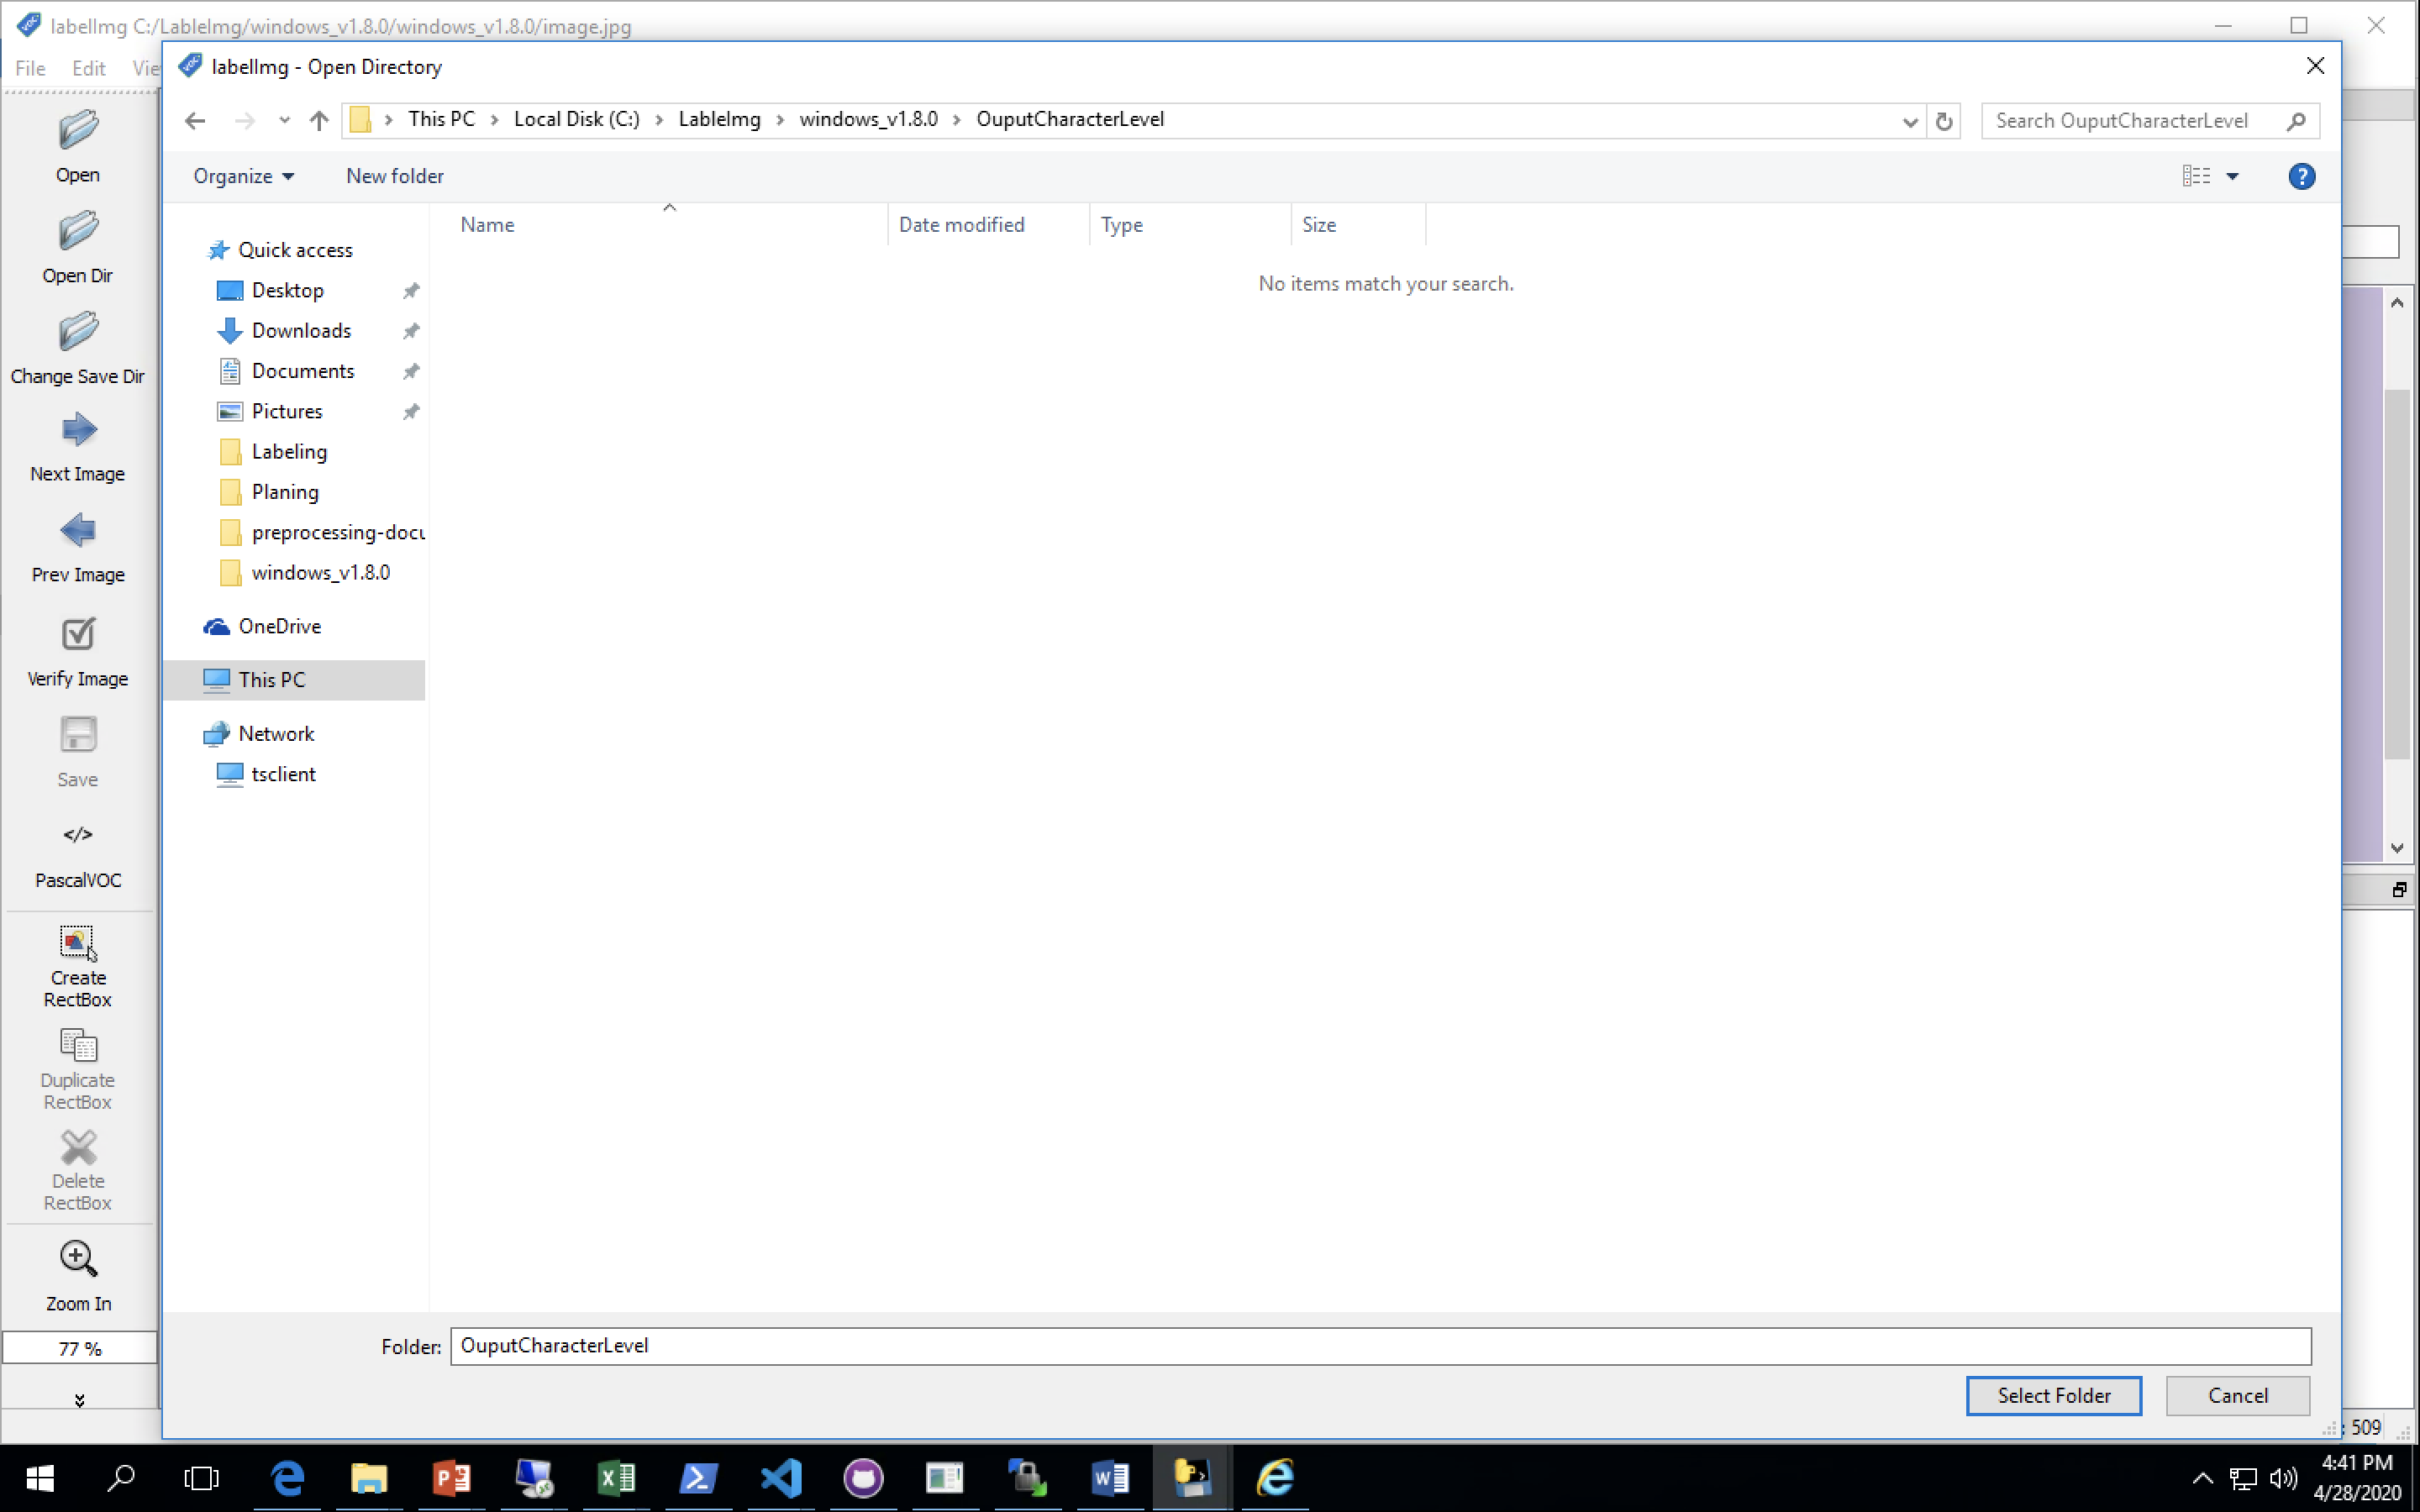 labelImg C:/LableImg/windows_v1.8.0/windows_v1.8.0/image.jpg
File Edit
labelImg - Open Directory
This PC > Local Disk (C:) > LableImg > windows_v1.8.0 > OuputCharacterLevel
Search OuputCharacterLevel
Organize
New folder
Name
Date modified
Type
Size
No items match your search.
Quick access
Desktop
Downloads
Documents
Pictures
Labeling
Planing
preprocessing-docu
windows_v1.8.0
OneDrive
This PC
Network
tsclient
Open
Open Dir
Change Save Dir
Next Image
Prev Image
Verify Image
Save
</>
PascalVOC
Create
RectBox
Duplicate
RectBox
Delete
RectBox
Zoom In
77 %
Folder: OuputCharacterLevel
Select Folder
Cancel
: 509
4:41 PM
4/28/2020